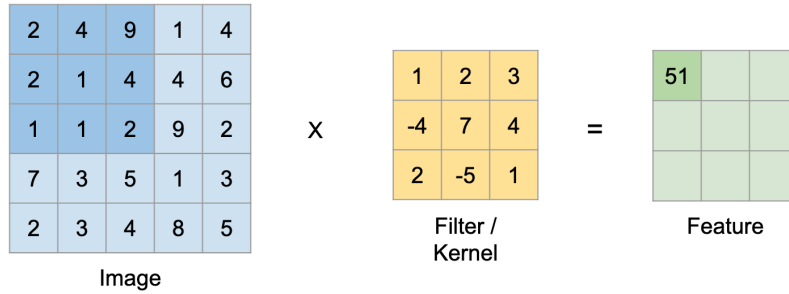 2 4 9 1 4
2 1 4 4 6
1 1 2 9 2
7 3 5 1 3
2 3 4 8 5
Image
x
1 2 3
-4 7 4
2 -5 1
Filter /
Kernel
=
51
Feature